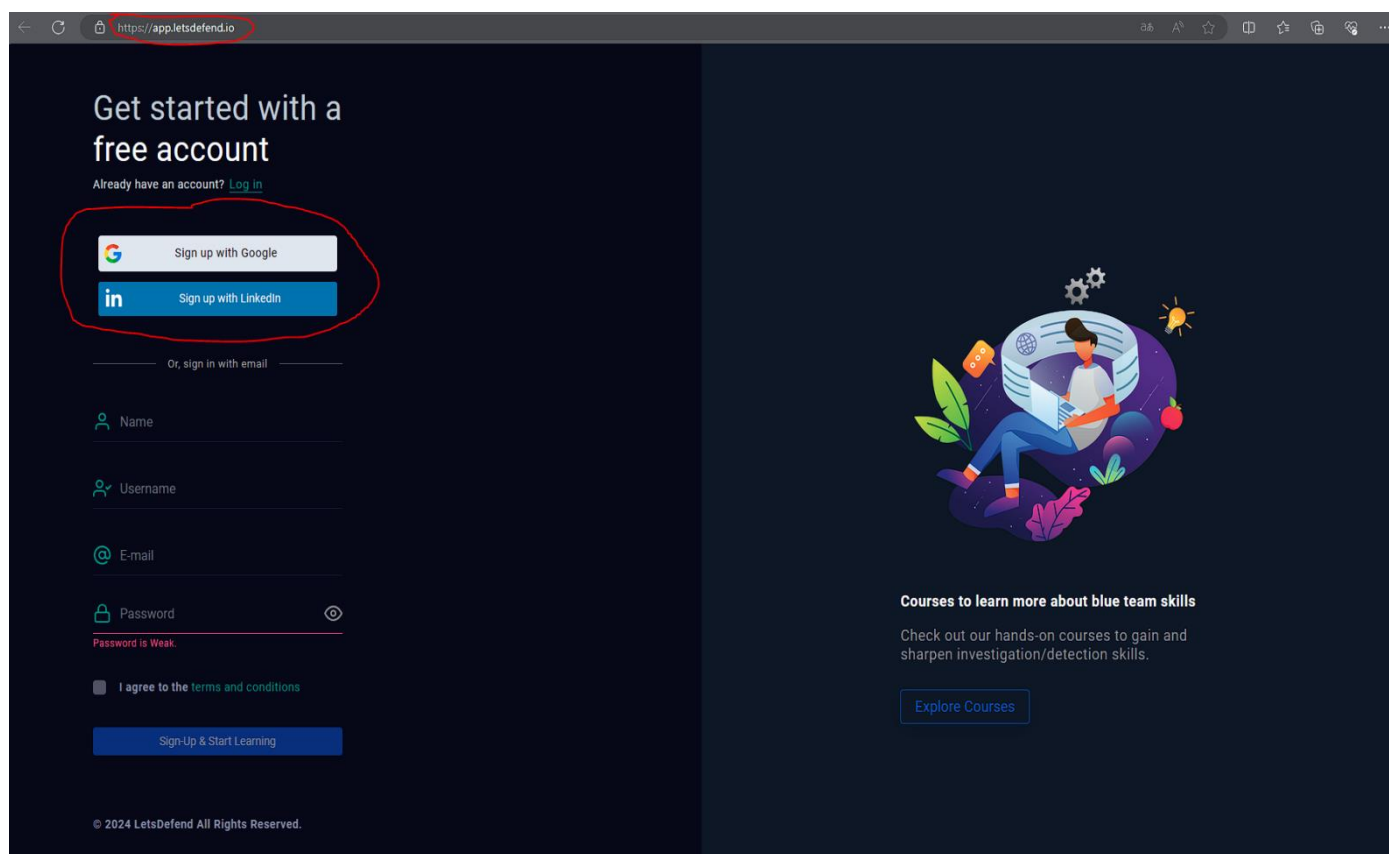 https://app.letsdefend.io
Get started with a
free account
Already have an account? Log in
Sign up with Google
in Sign up with LinkedIn
Or, sign in with email
Name
Username
E-mail
Password
Password is Weak.
I agree to the terms and conditions
Sign-Up & Start Learning
© 2024 LetsDefend All Rights Reserved.
Courses to learn more about blue team skills
Check out our hands-on courses to gain and
sharpen investigation/detection skills.
Explore Courses